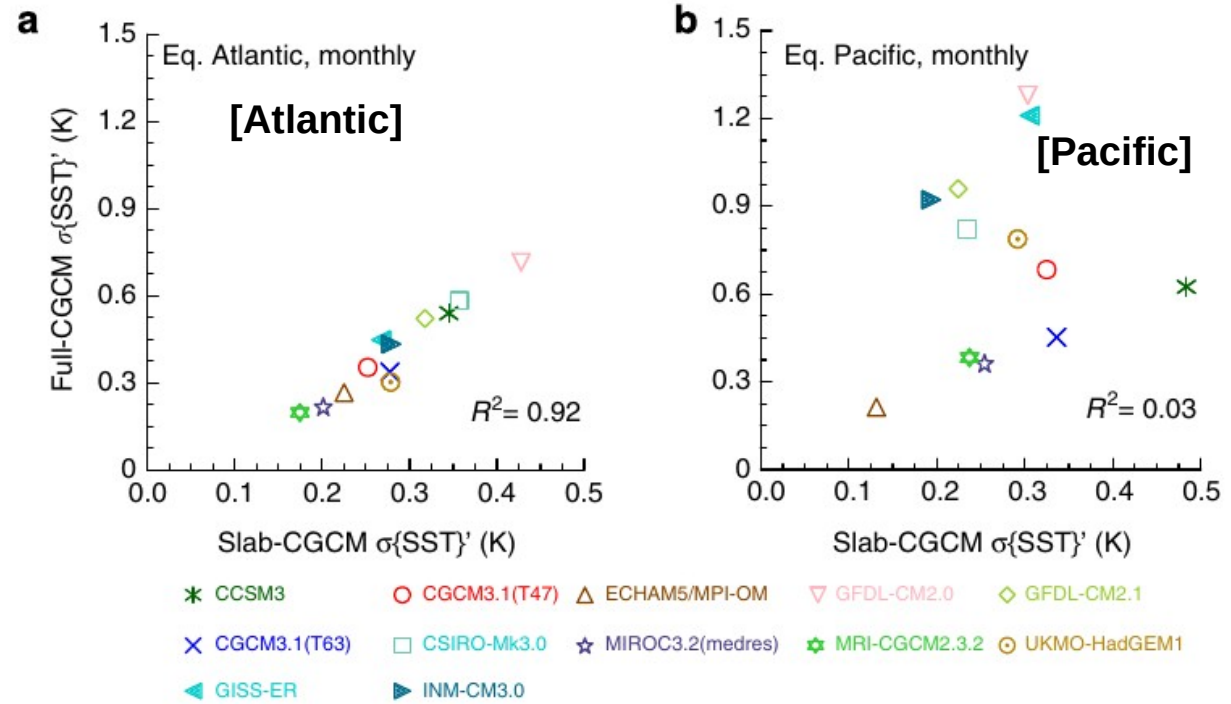 a
1.5
Eq. Atlantic, monthly
[Atlantic]
1.2
0.9
0.6
0.3
0
R2= 0.92
0.0 0.1 0.2 0.3 0.4 0.5
Full-CGCM σ{SST}’ (K)
Slab-CGCM σ{SST}’ (K)
b
1.5
Eq. Pacific, monthly
1.2
[Pacific]
0.9
0.6
0.3
0
R2= 0.03
0.0 0.1 0.2 0.3 0.4 0.5
Slab-CGCM σ{SST}’ (K)
CCSM3 CGCM3.1(T47) ECHAM5/MPI-OM GFDL-CM2.0 GFDL-CM2.1
CGCM3.1(T63) CSIRO-Mk3.0 MIROC3.2(medres) MRI-CGCM2.3.2 UKMO-HadGEM1
GISS-ER INM-CM3.0